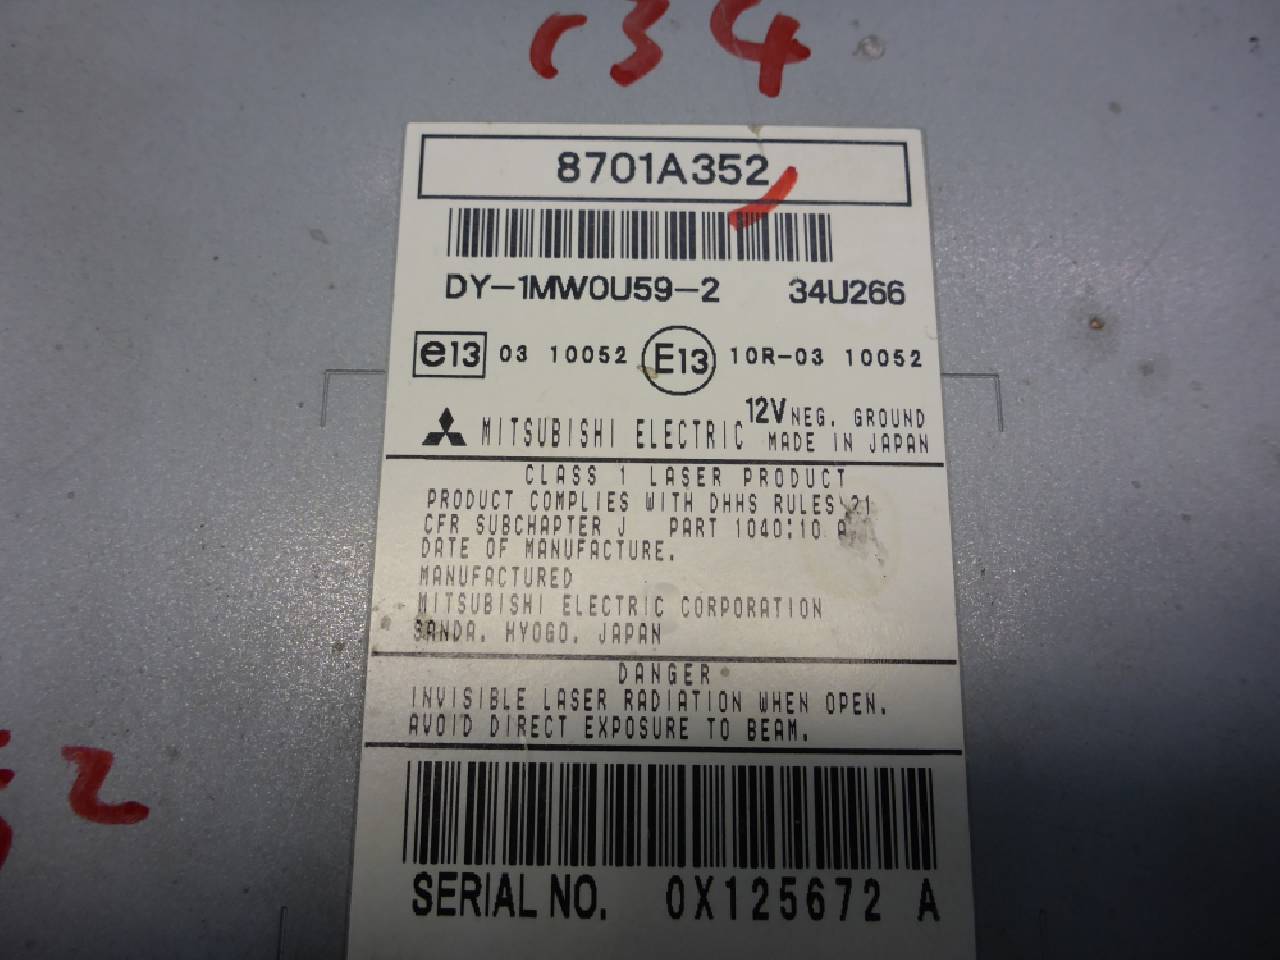 c34
8701A352
DY-1MW0U59-2 34U266
e13 03 10052 E13 10R-03 10052
12V NEG. GROUND
MITSUBISHI ELECTRIC MADE IN JAPAN
CLASS 1 LASER PRODUCT
PRODUCT COMPLIES WITH DHHS RULES 21
CFR SUBCHAPTER J PART 1040:10 A,
DATE OF MANUFACTURE.
MANUFACTURED
MITSUBISHI ELECTRIC CORPORATION
SANDA. HYOGO. JAPAN
DANGER
INVISIBLE LASER RADIATION WHEN OPEN.
AVOID DIRECT EXPOSURE TO BEAM.
52
SERIAL NO. 0X125672 A